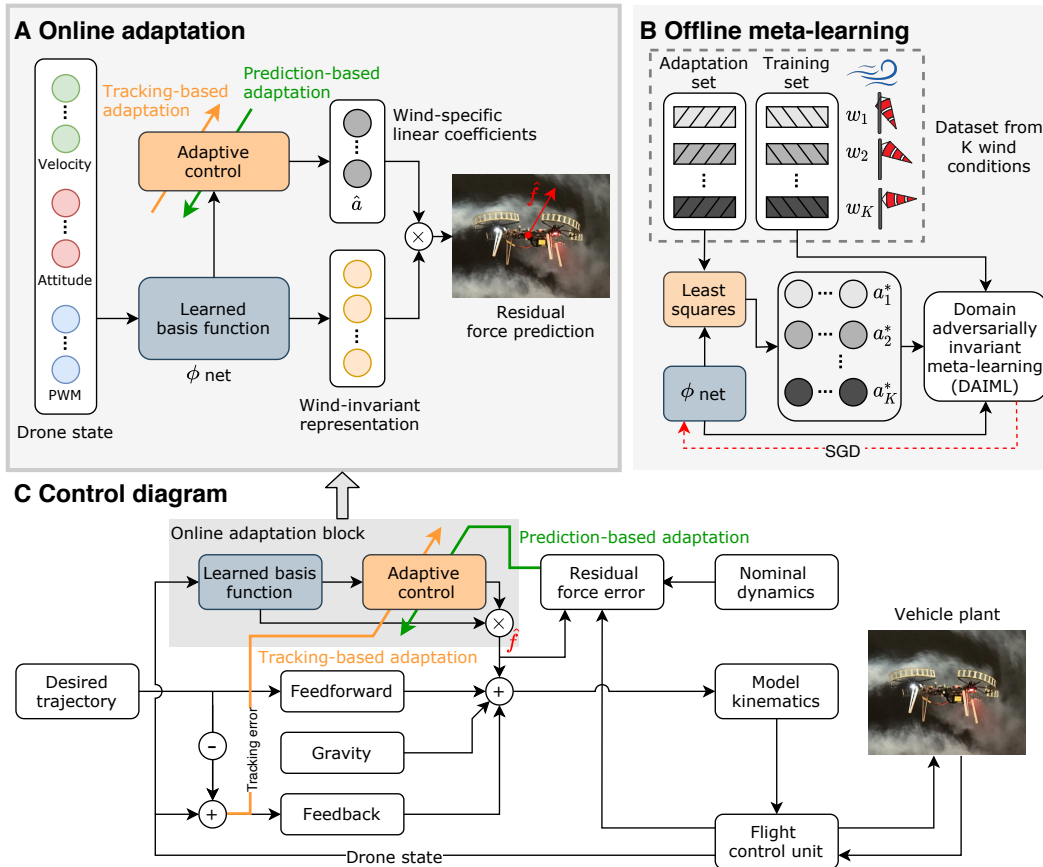 A Online adaptation
Velocity
Attitude
PWM
Drone state
Tracking-based
adaptation
Prediction-based
adaptation
Adaptive
control
Learned
basis function
ϕ net
Wind-specific
linear coefficients
â
Wind-invariant
representation
×
f̂
Residual
force prediction
B Offline meta-learning
Adaptation
set
Training
set
w₁
w₂
w_K
Dataset from
K wind
conditions
Least
squares
ϕ net
a₁*
a₂*
a_K*
Domain
adversarially
invariant
meta-learning
(DAIML)
SGD
C Control diagram
Online adaptation block
Learned basis
function
Adaptive
control
×
f̂
Prediction-based adaptation
Residual
force error
Nominal
dynamics
Tracking-based adaptation
Vehicle plant
Desired
trajectory
Feedforward
+
Model
kinematics
-
Tracking error
Gravity
+
Feedback
Flight
control unit
Drone state